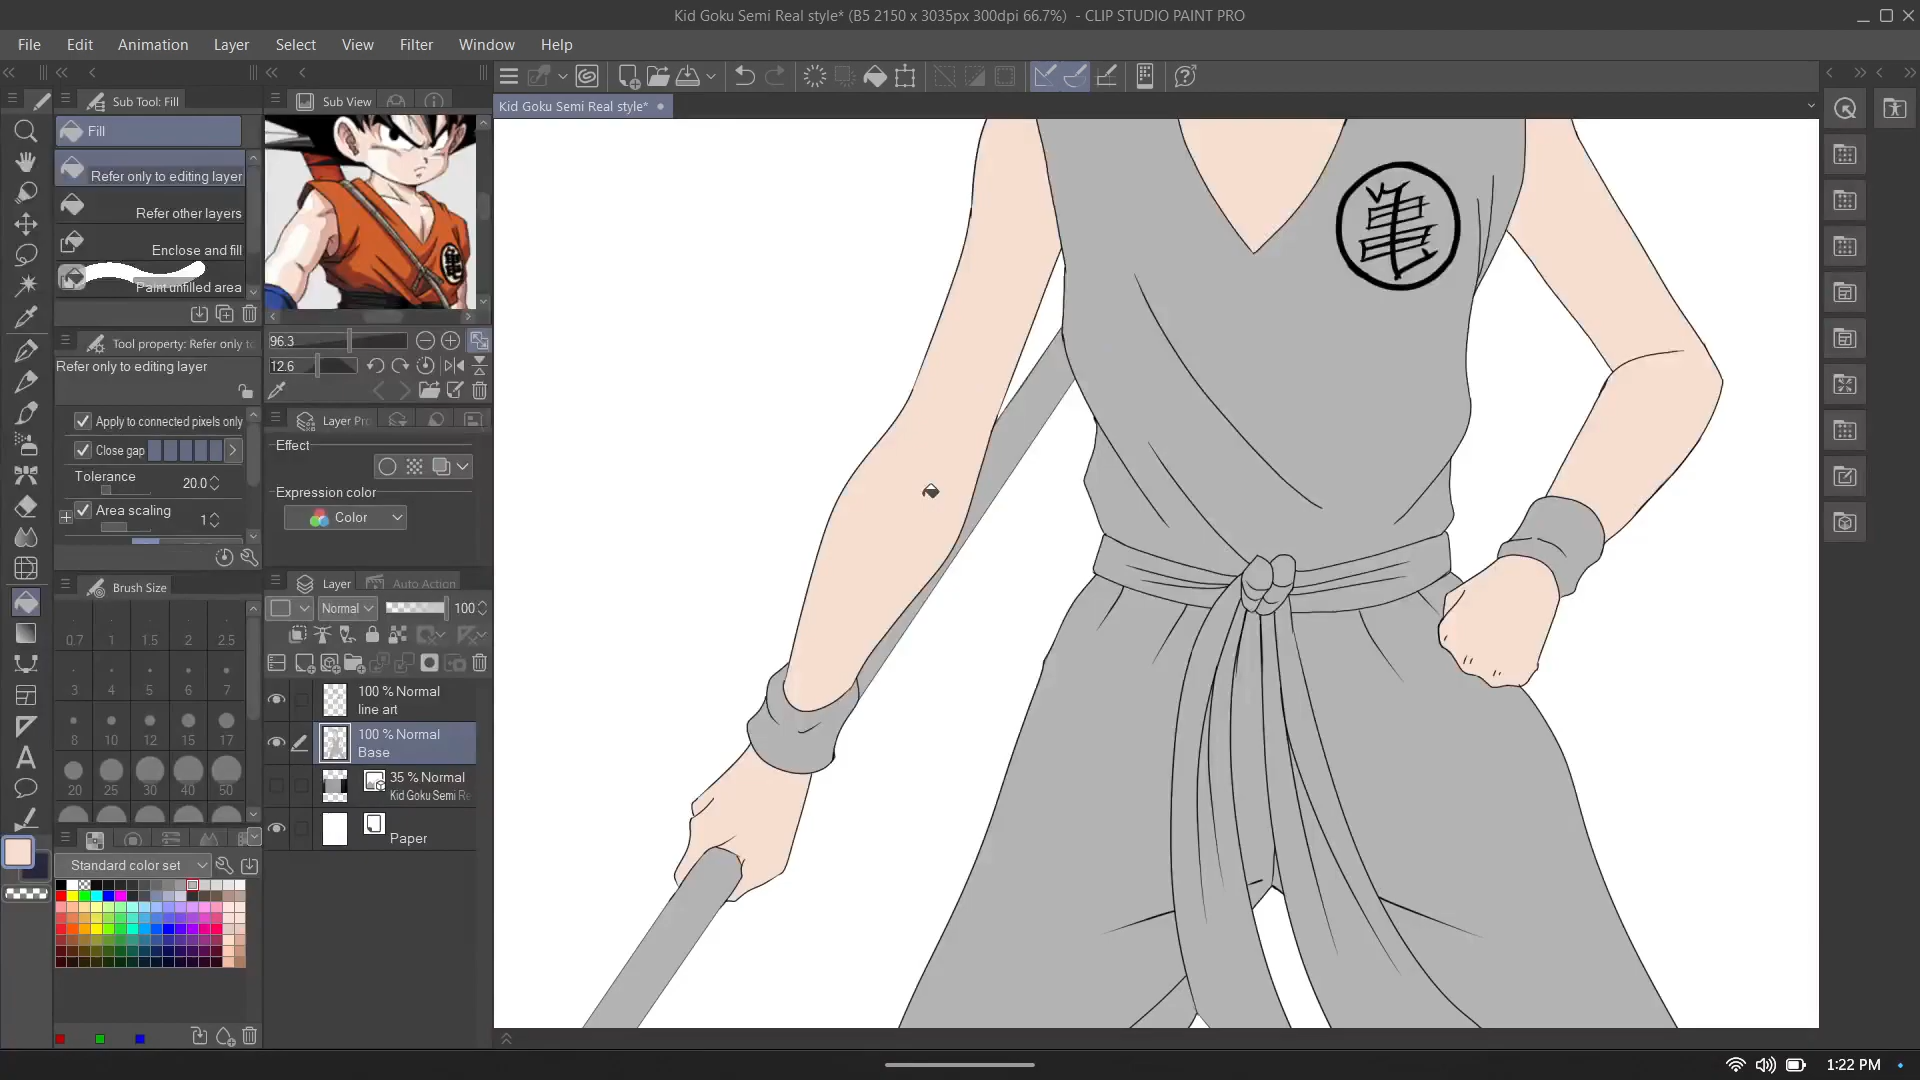 Kid Goku Semi Real style* (B5 2150 x 3035px 300dpi 66.7%) - CLIP STUDIO PAINT PRO
File Edit Animation Layer Select View Filter Window Help
Sub Tool: Fill
Sub View
Kid Goku Semi Real style*
Fill
Refer only to editing layer
Refer other layers
Enclose and fill
Paint unfilled area
亀
96.3
12.6
Tool property: Refer only to
Refer only to editing layer
Apply to connected pixels only
Close gap
Tolerance 20.0
Area scaling 1
Layer Pro
Effect
Expression color
Color
Brush Size
0.7 1 1.5 2 2.5
3 4 5 6 7
8 10 12 15 17
20 25 30 40 50
Layer Auto Action
Normal 100
100 % Normal
line art
100 % Normal
Base
35 % Normal
Kid Goku Semi Re
Paper
Standard color set
1:22 PM